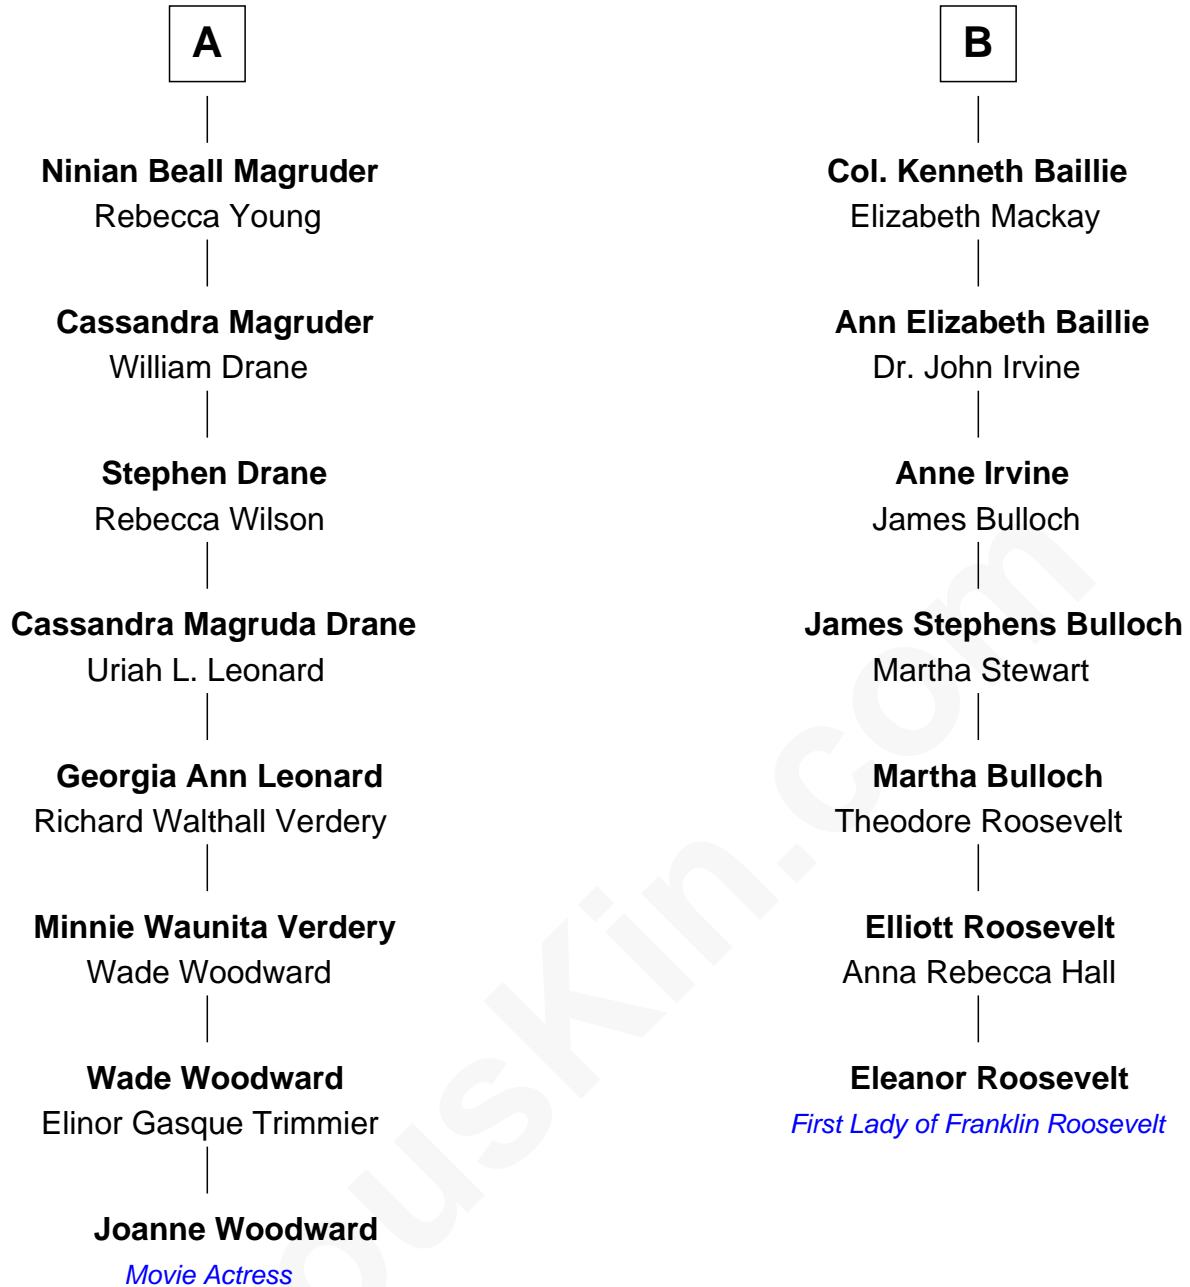 A
Ninian Beall Magruder
Rebecca Young
Cassandra Magruder
William Drane
Stephen Drane
Rebecca Wilson
Cassandra Magruda Drane
Uriah L. Leonard
Georgia Ann Leonard
Richard Walthall Verdery
Minnie Waunita Verdery
Wade Woodward
Wade Woodward
Elinor Gasque Trimmier
Joanne Woodward
Movie Actress
B
Col. Kenneth Baillie
Elizabeth Mackay
Ann Elizabeth Baillie
Dr. John Irvine
Anne Irvine
James Bulloch
James Stephens Bulloch
Martha Stewart
Martha Bulloch
Theodore Roosevelt
Elliott Roosevelt
Anna Rebecca Hall
Eleanor Roosevelt
First Lady of Franklin Roosevelt
ousKin.com